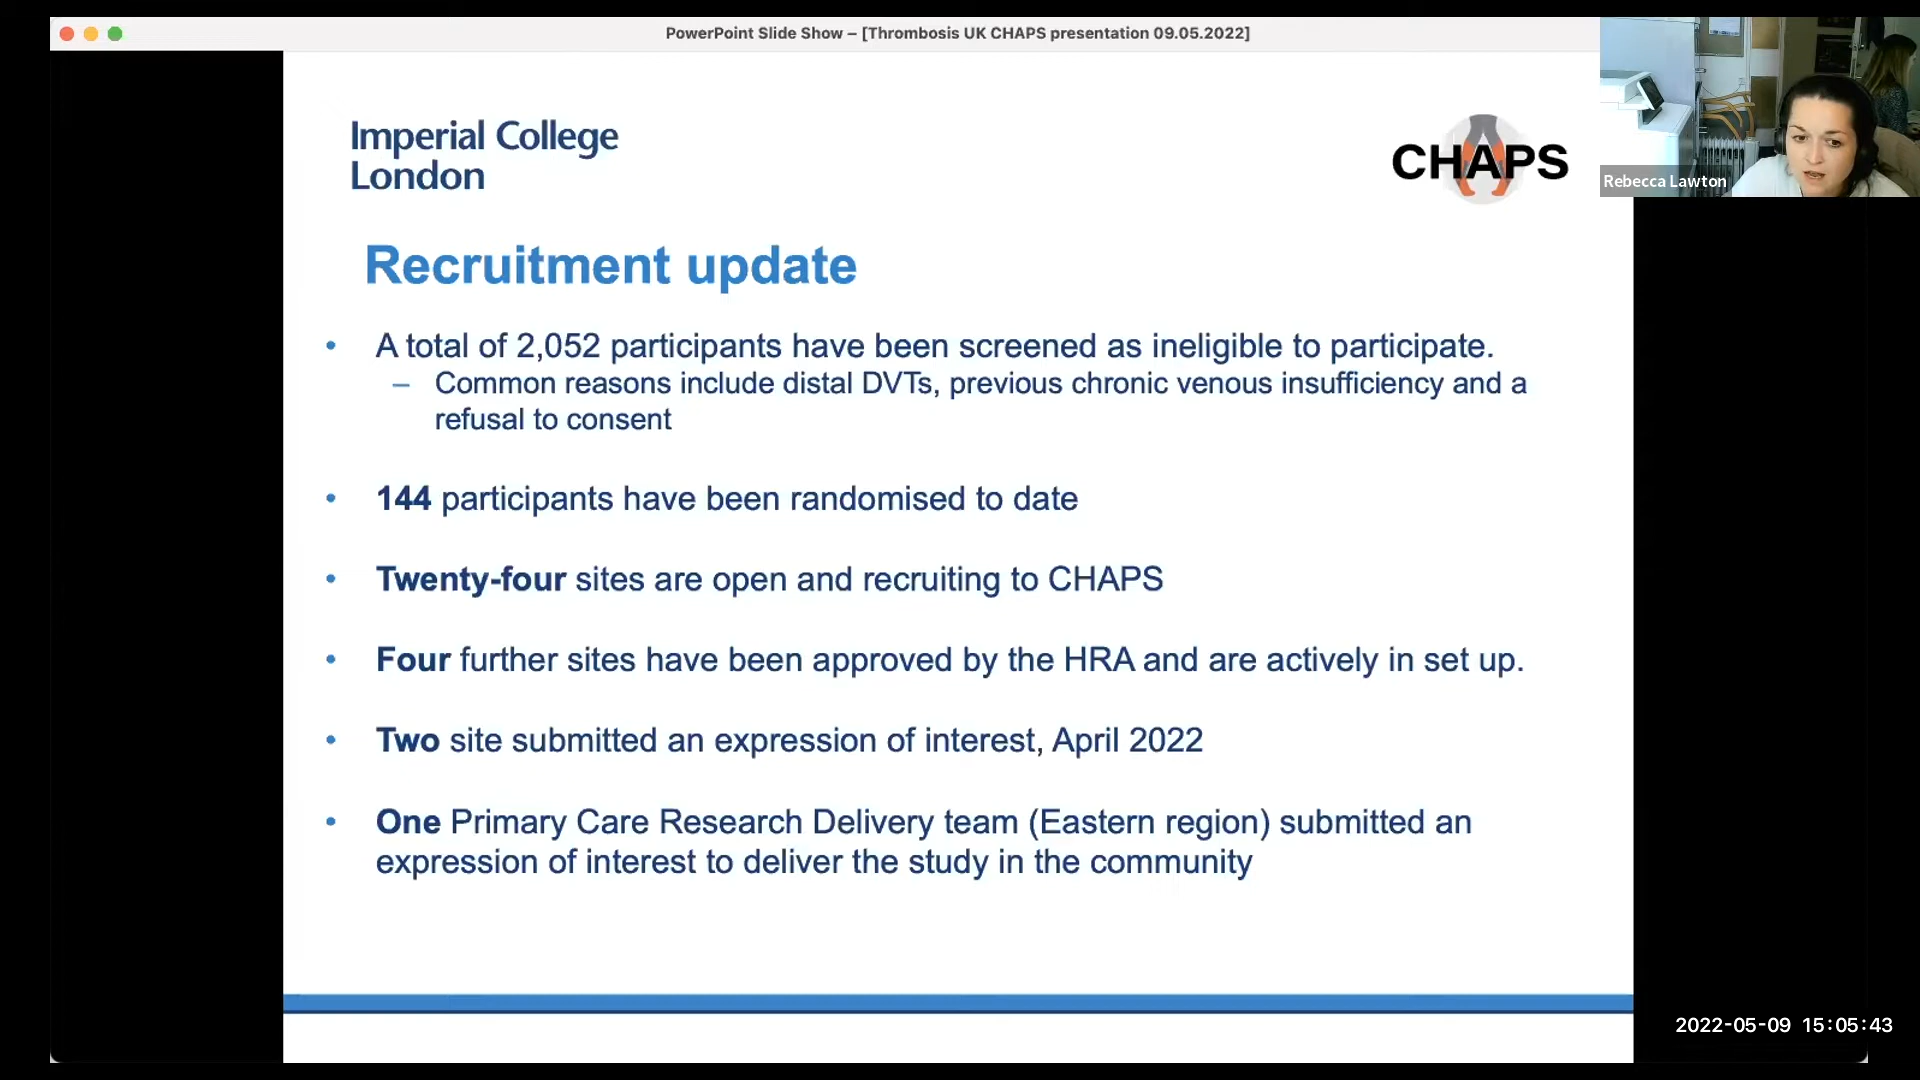 PowerPoint Slide Show – [Thrombosis UK CHAPS presentation 09.05.2022]
Imperial College
London
CHAPS
Rebecca Lawton
Recruitment update
• A total of 2,052 participants have been screened as ineligible to participate.
– Common reasons include distal DVTs, previous chronic venous insufficiency and a
refusal to consent
• 144 participants have been randomised to date
• Twenty-four sites are open and recruiting to CHAPS
• Four further sites have been approved by the HRA and are actively in set up.
• Two site submitted an expression of interest, April 2022
• One Primary Care Research Delivery team (Eastern region) submitted an
expression of interest to deliver the study in the community
2022-05-09 15:05:43